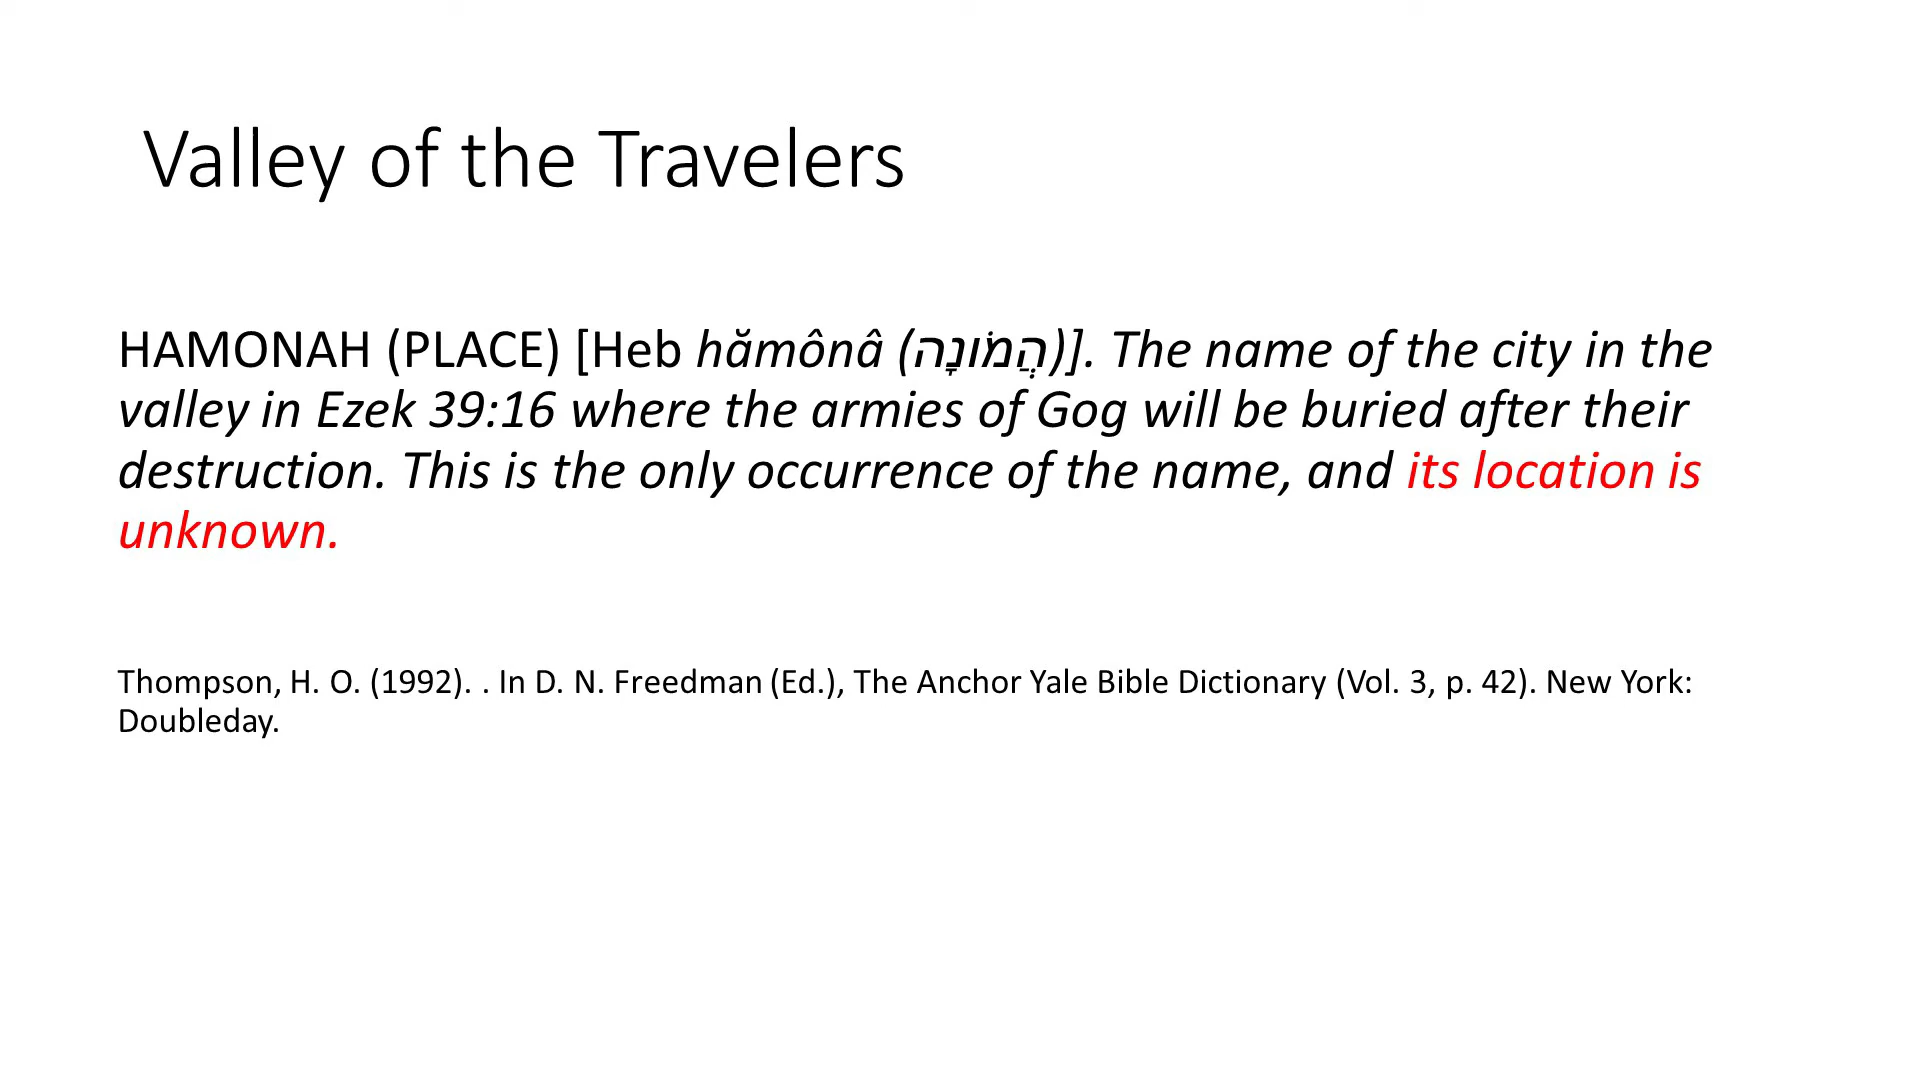 Valley of the Travelers
HAMONAH (PLACE) [Heb hămônâ (הֲמֹונָה)]. The name of the city in the
valley in Ezek 39:16 where the armies of Gog will be buried after their
destruction. This is the only occurrence of the name, and its location is
unknown.
Thompson, H. O. (1992). . In D. N. Freedman (Ed.), The Anchor Yale Bible Dictionary (Vol. 3, p. 42). New York:
Doubleday.